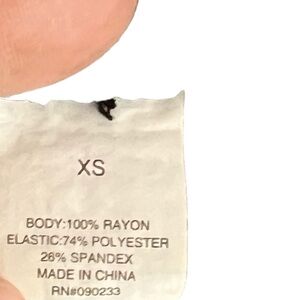 XS
BODY:100% RAYON
ELASTIC:74% POLYESTER
26% SPANDEX
MADE IN CHINA
RN#090233